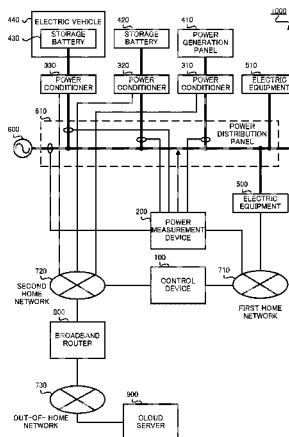 1000
440
ELECTRIC VEHICLE
430
STORAGE
BATTERY
420
STORAGE
BATTERY
410
POWER
GENERATION
PANEL
330
POWER
CONDITIONER
320
POWER
CONDITIONER
310
POWER
CONDITIONER
510
ELECTRIC
EQUIPMENT
610
POWER
DISTRIBUTION
PANEL
600
500
ELECTRIC
EQUIPMENT
200
POWER
MEASUREMENT
DEVICE
720
SECOND
HOME
NETWORK
100
CONTROL
DEVICE
710
FIRST HOME
NETWORK
800
BROADBAND
ROUTER
730
OUT-OF-HOME
NETWORK
900
CLOUD
SERVER